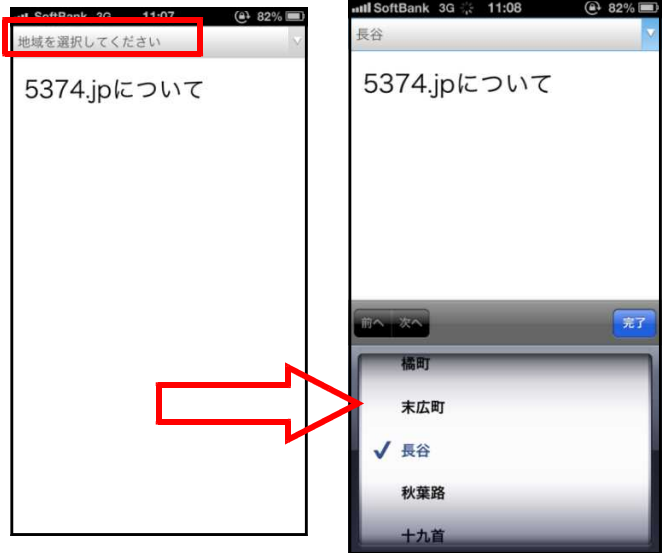 SoftBank 3G 11:07 82%
地域を選択してください
5374.jpについて
SoftBank 3G 11:08 82%
長谷
5374.jpについて
前へ 次へ 完了
橘町
末広町
✓ 長谷
秋葉路
十九首